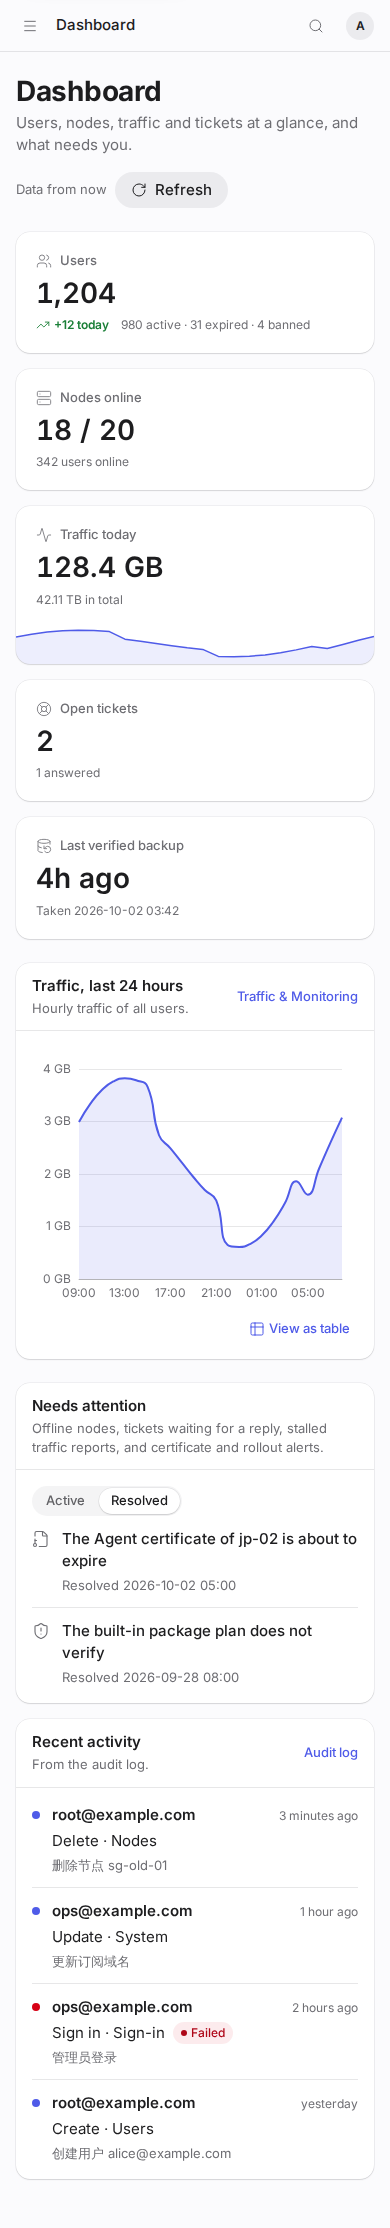 Dashboard
A
Dashboard
Users, nodes, traffic and tickets at a glance, and
what needs you.
Data from now
Refresh
Users
1,204
+12 today 980 active · 31 expired · 4 banned
Nodes online
18 / 20
342 users online
Traffic today
128.4 GB
42.11 TB in total
Open tickets
2
1 answered
Last verified backup
4h ago
Taken 2026-10-02 03:42
Traffic, last 24 hours
Hourly traffic of all users.
Traffic & Monitoring
4 GB
3 GB
2 GB
1 GB
0 GB
09:00 13:00 17:00 21:00 01:00 05:00
View as table
Needs attention
Offline nodes, tickets waiting for a reply, stalled
traffic reports, and certificate and rollout alerts.
Active Resolved
The Agent certificate of jp-02 is about to
expire
Resolved 2026-10-02 05:00
The built-in package plan does not
verify
Resolved 2026-09-28 08:00
Recent activity
From the audit log.
Audit log
root@example.com 3 minutes ago
Delete · Nodes
删除节点 sg-old-01
ops@example.com 1 hour ago
Update · System
更新订阅域名
ops@example.com 2 hours ago
Sign in · Sign-in Failed
管理员登录
root@example.com yesterday
Create · Users
创建用户 alice@example.com